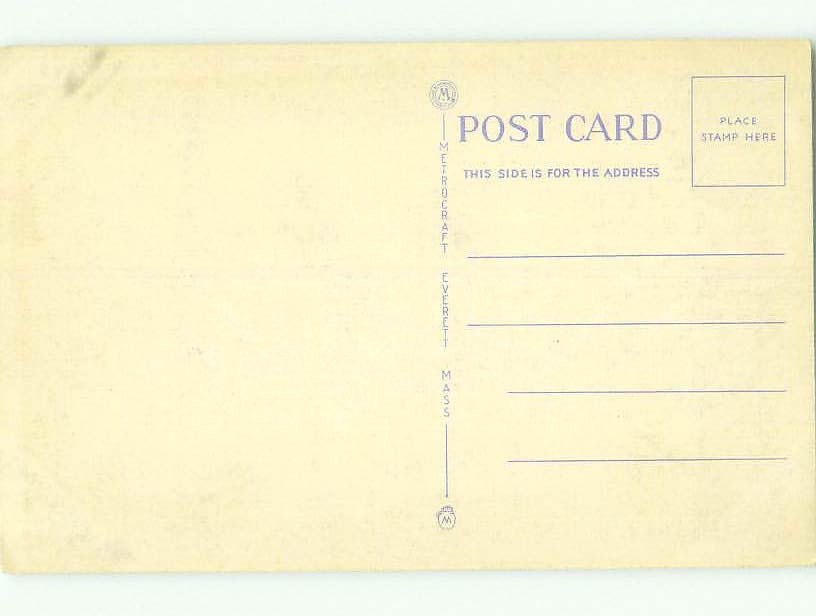 M
POST CARD
THIS SIDE IS FOR THE ADDRESS
PLACE
STAMP HERE
METROCRAFT EVERETT MASS
M